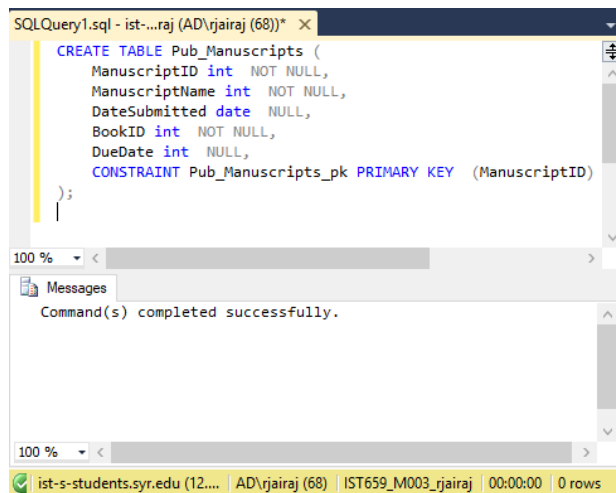 SQLQuery1.sql - ist-...raj (AD\rjairaj (68))*
CREATE TABLE Pub_Manuscripts (
ManuscriptID int  NOT NULL,
ManuscriptName int  NOT NULL,
DateSubmitted date  NULL,
BookID int  NOT NULL,
DueDate int  NULL,
CONSTRAINT Pub_Manuscripts_pk PRIMARY KEY  (ManuscriptID)
);
100 %
Messages
Command(s) completed successfully.
100 %
ist-s-students.syr.edu (12.... AD\rjairaj (68) IST659_M003_rjairaj 00:00:00 0 rows